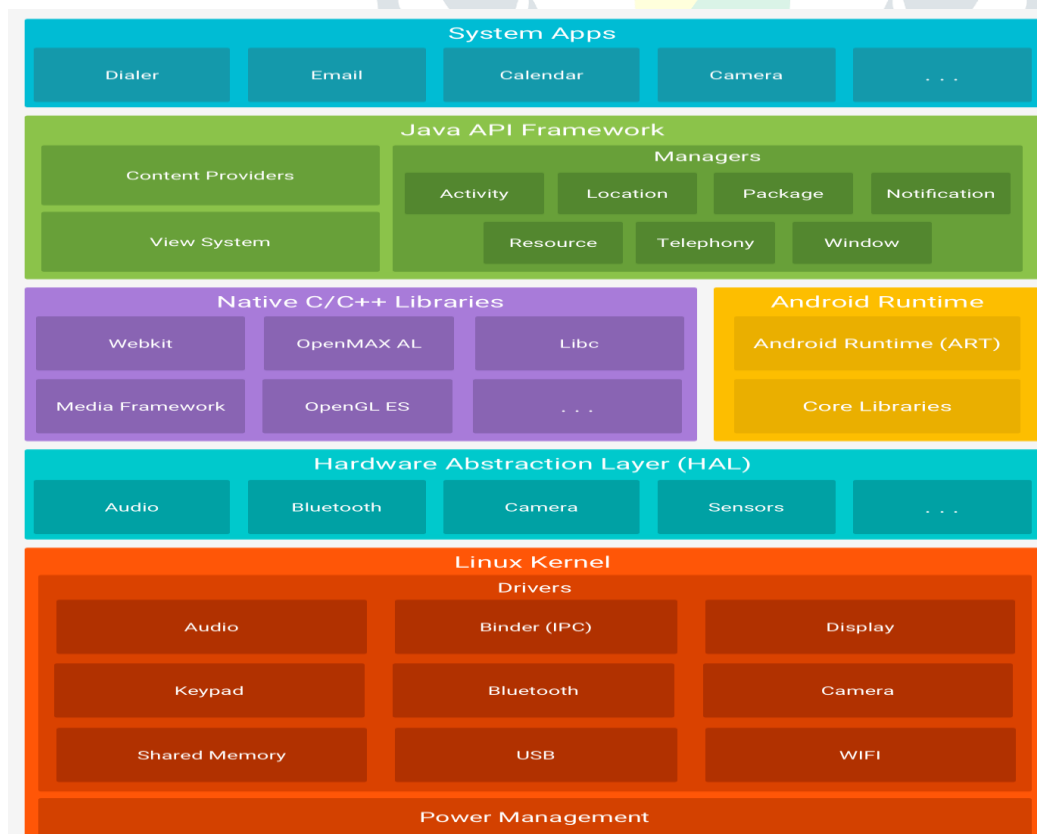 System Apps
Dialer Email Calendar Camera . . .
Java API Framework
Content Providers
View System
Managers
Activity Location Package Notification
Resource Telephony Window
Native C/C++ Libraries
Webkit OpenMAX AL Libc
Media Framework OpenGL ES . . .
Android Runtime
Android Runtime (ART)
Core Libraries
Hardware Abstraction Layer (HAL)
Audio Bluetooth Camera Sensors . . .
Linux Kernel
Drivers
Audio Binder (IPC) Display
Keypad Bluetooth Camera
Shared Memory USB WIFI
Power Management